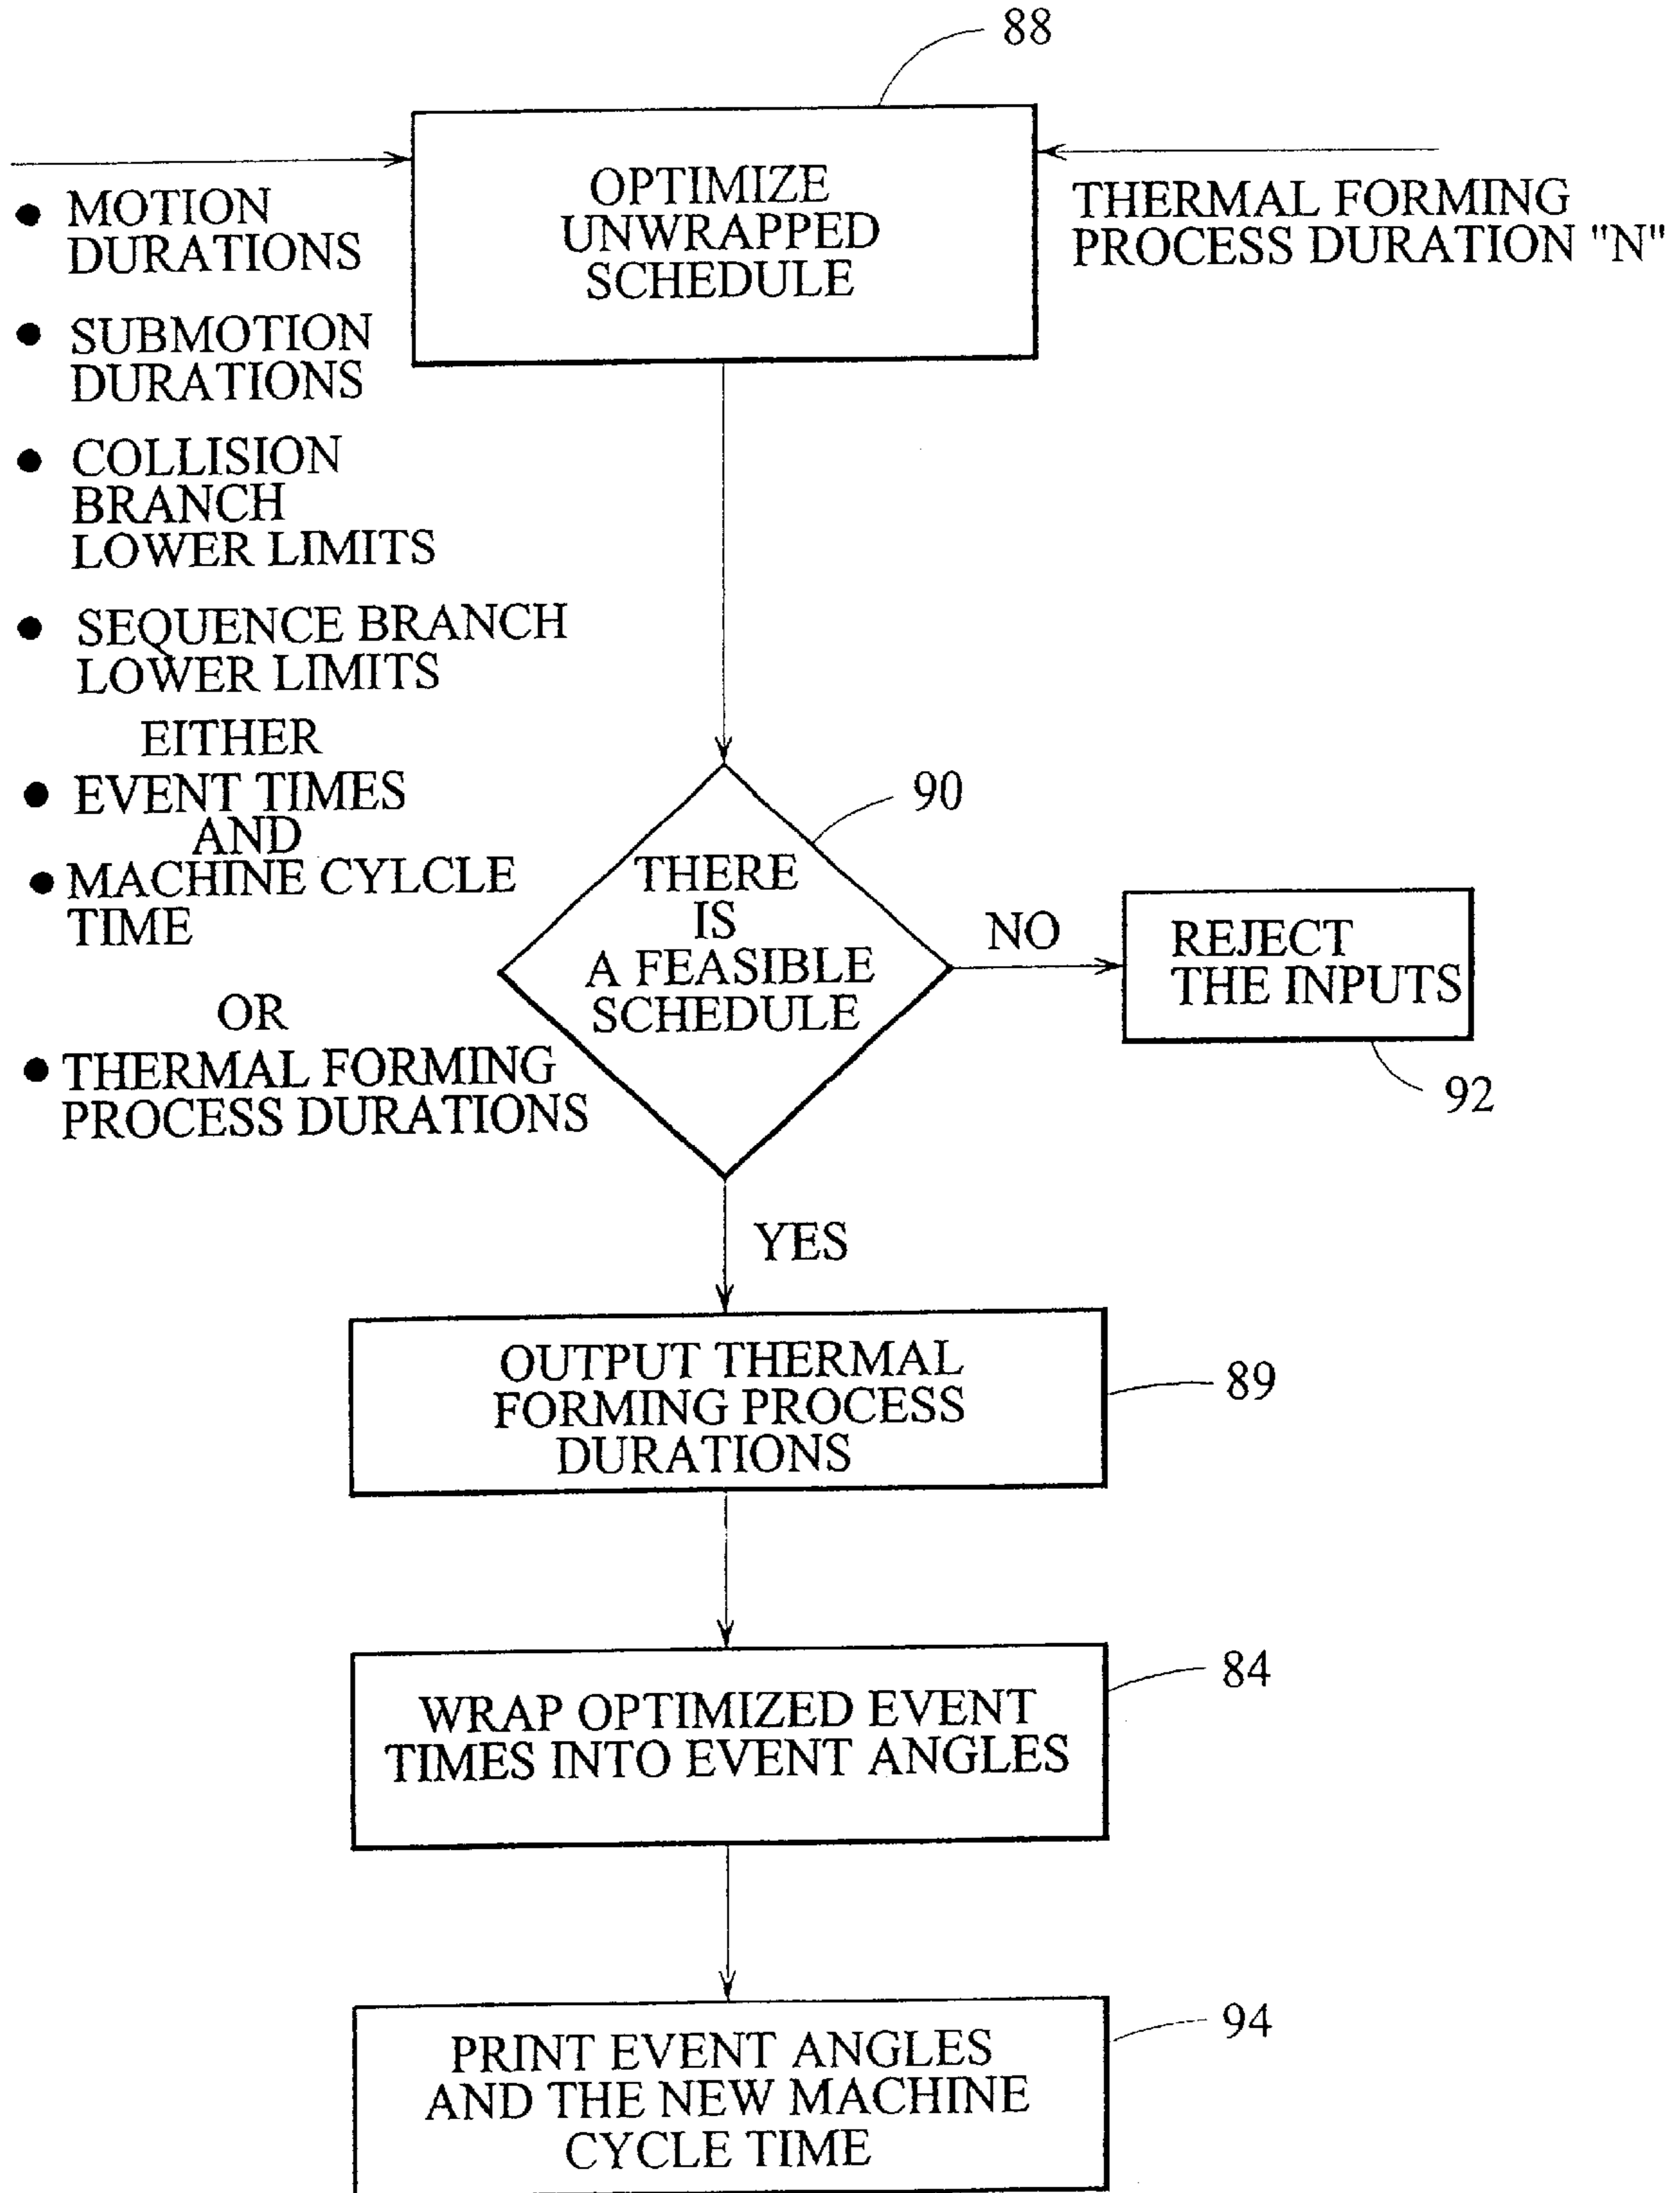 88
OPTIMIZE
UNWRAPPED
SCHEDULE
THERMAL FORMING
PROCESS DURATION "N"
● MOTION
DURATIONS
● SUBMOTION
DURATIONS
● COLLISION
BRANCH
LOWER LIMITS
● SEQUENCE BRANCH
LOWER LIMITS
EITHER
● EVENT TIMES
AND
● MACHINE CYLCLE
TIME
OR
● THERMAL FORMING
PROCESS DURATIONS
90
THERE
IS
A FEASIBLE
SCHEDULE
NO
REJECT
THE INPUTS
92
YES
OUTPUT THERMAL
FORMING PROCESS
DURATIONS
89
WRAP OPTIMIZED EVENT
TIMES INTO EVENT ANGLES
84
PRINT EVENT ANGLES
AND THE NEW MACHINE
CYCLE TIME
94